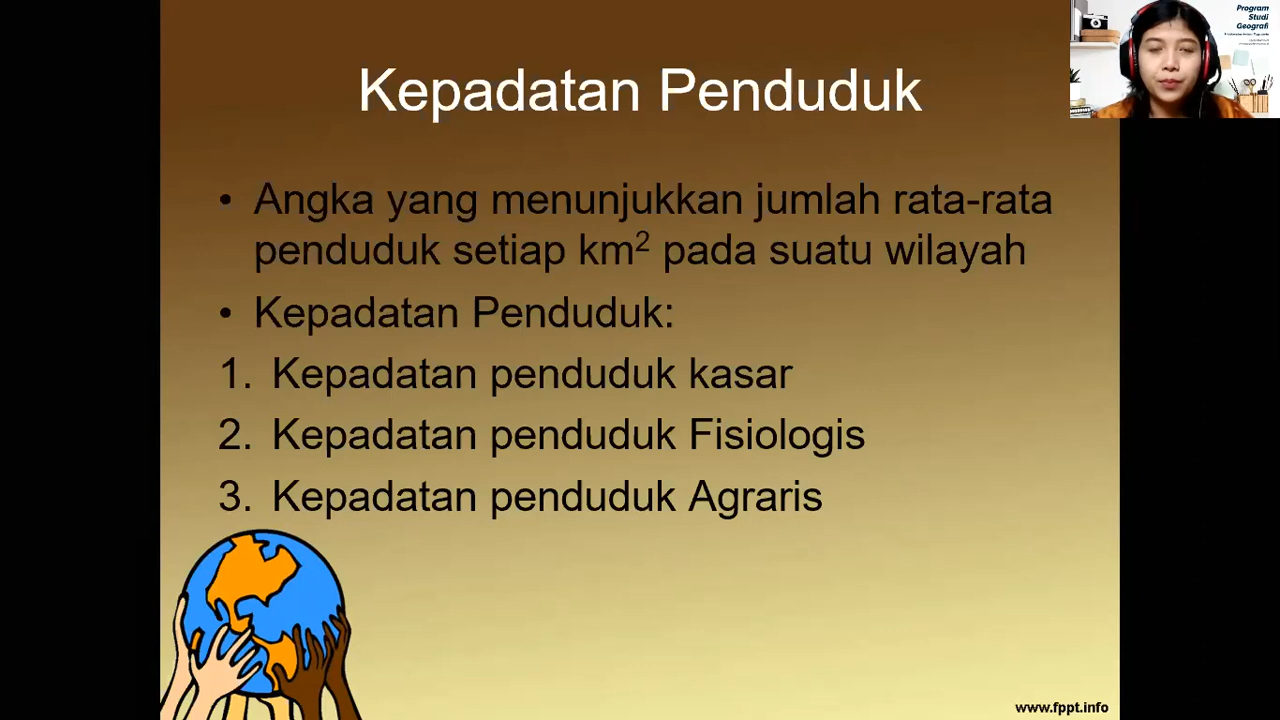 Kepadatan Penduduk
• Angka yang menunjukkan jumlah rata-rata
penduduk setiap km² pada suatu wilayah
• Kepadatan Penduduk:
1. Kepadatan penduduk kasar
2. Kepadatan penduduk Fisiologis
3. Kepadatan penduduk Agraris
www.fppt.info
Program
Studi
Geografi